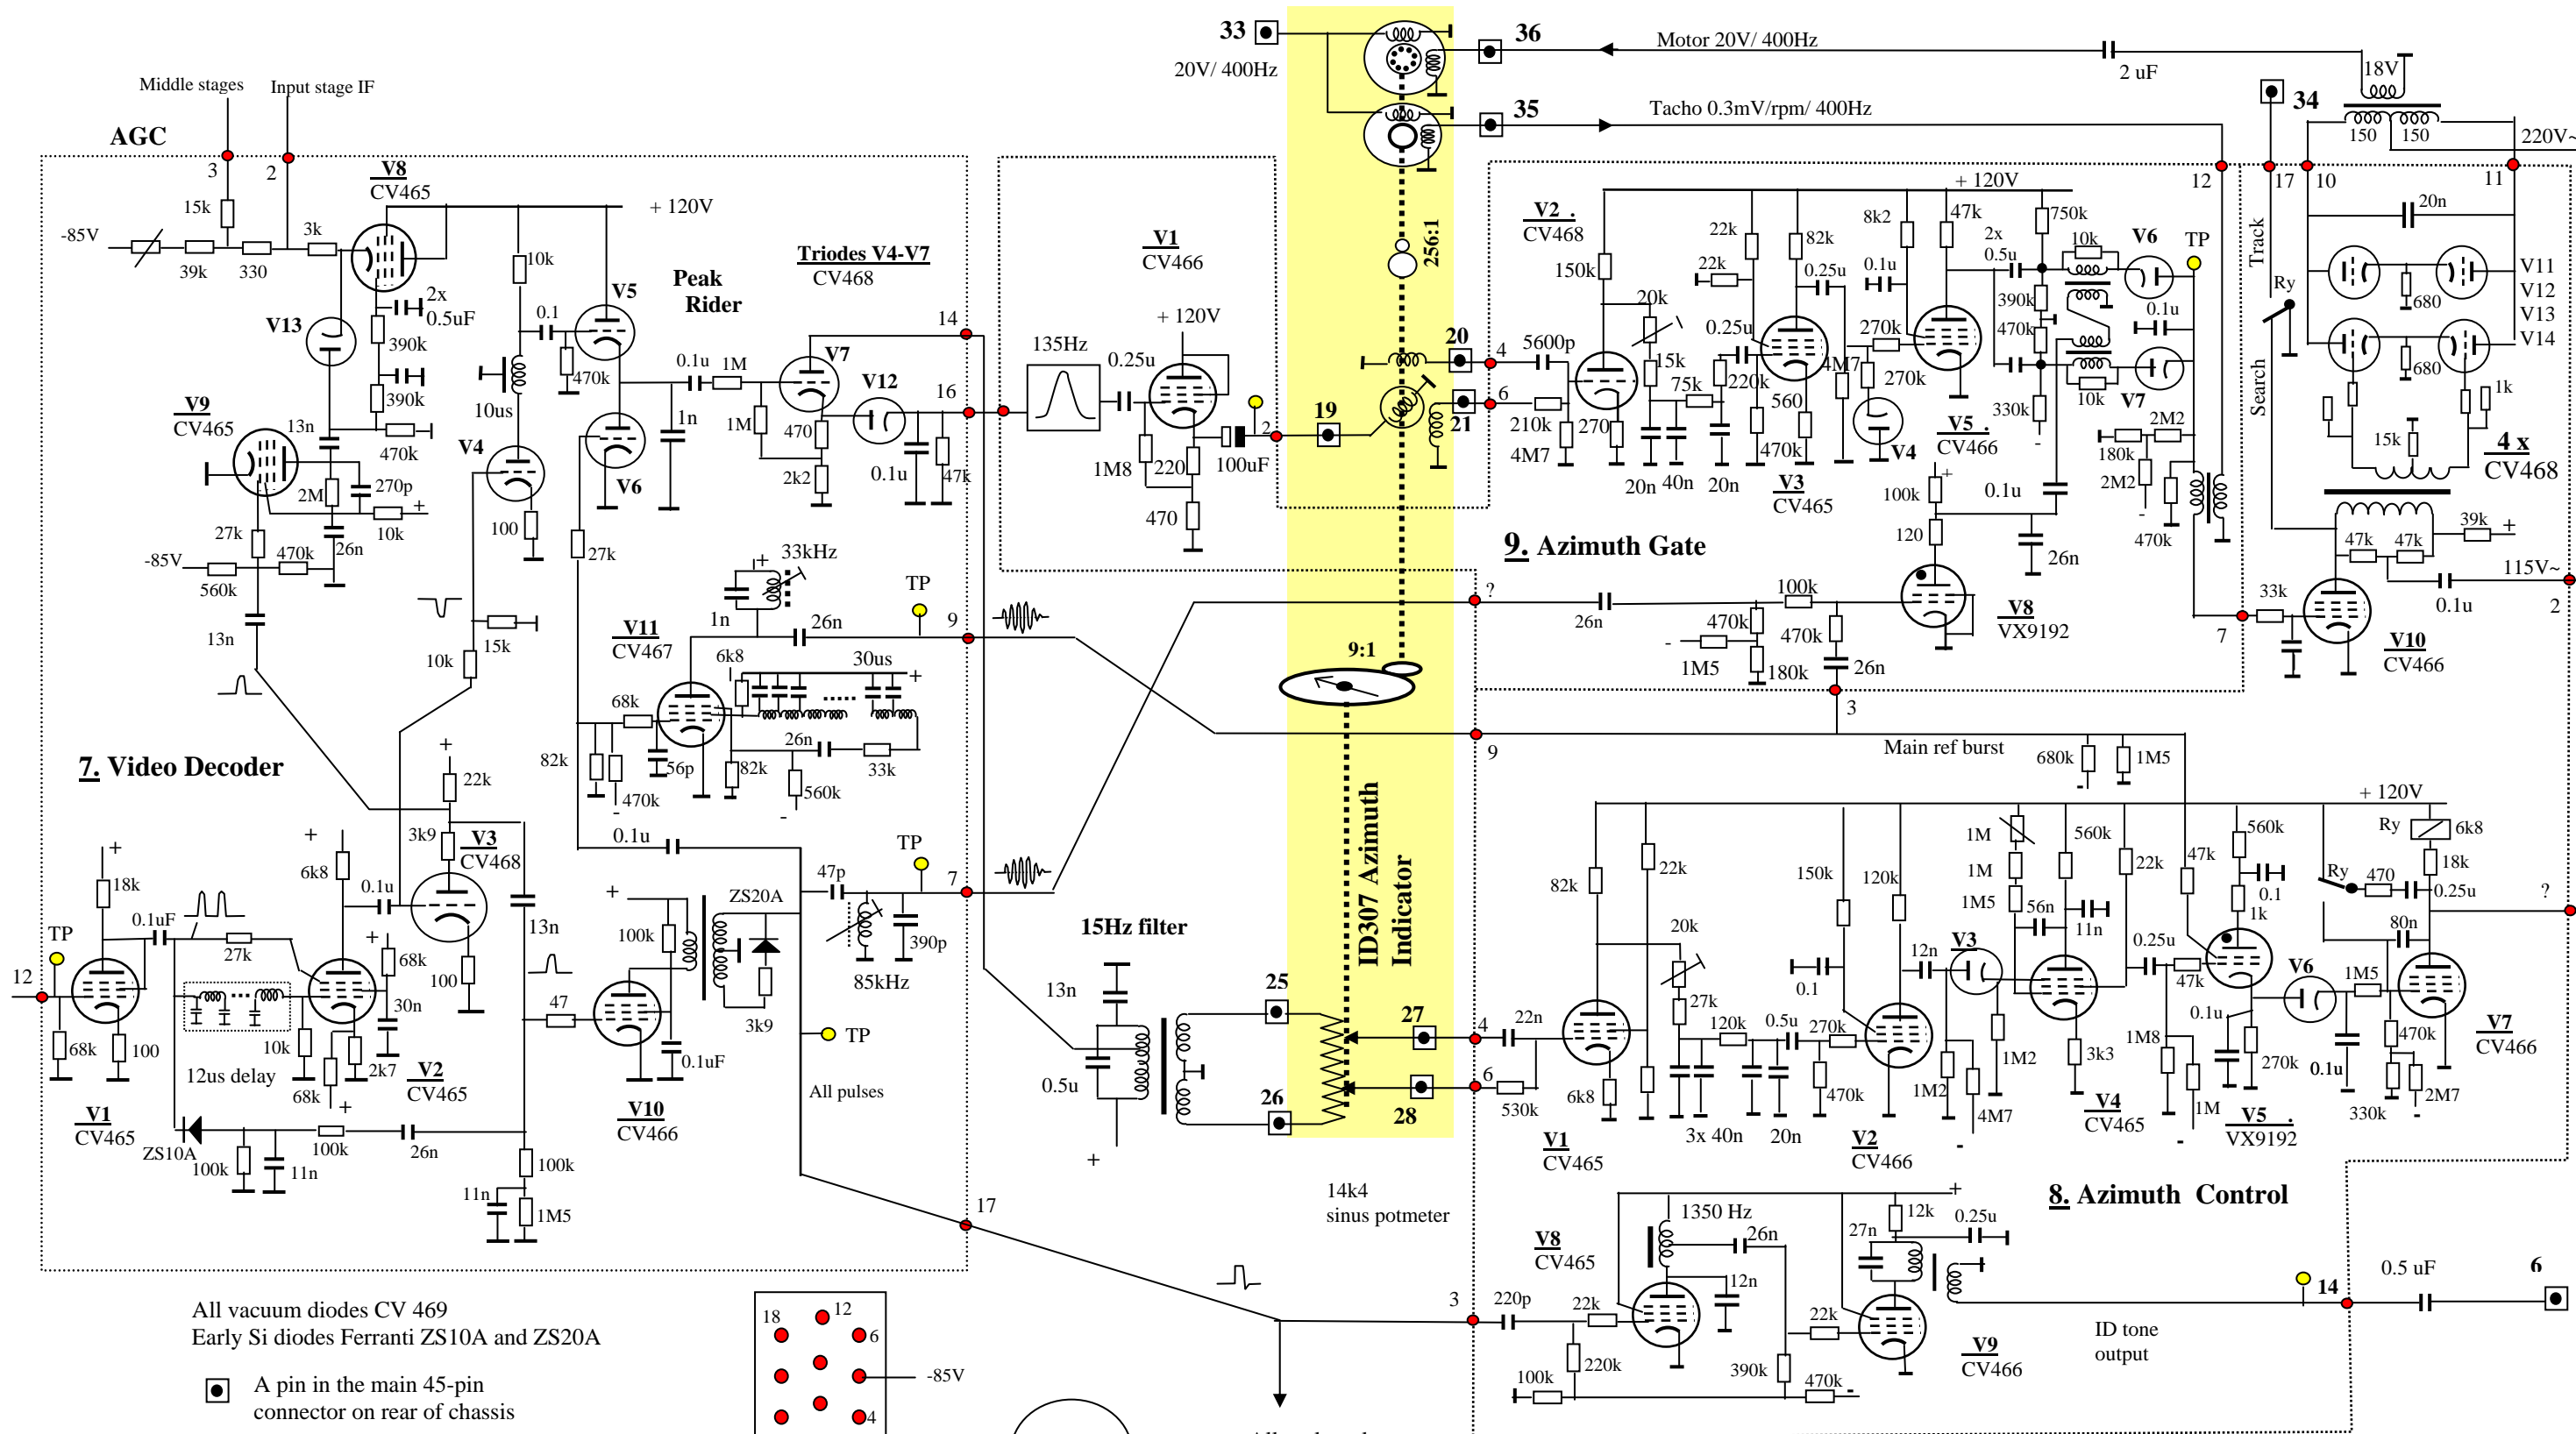 33
20V/ 400Hz
36
Motor 20V/ 400Hz
2 uF
18V
150 150
220V~
35
Tacho 0.3mV/rpm/ 400Hz
34
Middle stages
Input stage IF
AGC
3
2
V8
CV465
15k
-85V
39k
330
3k
+ 120V
2x
0.5uF
V13
390k
390k
470k
V9
CV465
13n
2M
270p
+
10k
26n
27k
-85V
470k
560k
13n
10k
10us
0.1
V4
100
15k
10k
V5
470k
V6
27k
Peak
Rider
Triodes V4-V7
CV468
0.1u
1M
1n
1M
V7
470
2k2
V12
0.1u
47k
14
16
33kHz
+
1n
26n
TP
9
V11
CV467
6k8
30us
+
68k
82k
470k
-
56p
82k
26n
33k
560k
-
7. Video Decoder
12
TP
68k
18k
+
100
V1
CV465
0.1uF
27k
12us delay
ZS10A
100k
11n
100k
26n
10k
68k
+
2k7
V2
CV465
6k8
+
0.1u
+
68k
30n
V3
CV468
+
22k
3k9
100
13n
47
100k
11n
1M5
V10
CV466
+
100k
0.1uF
ZS20A
3k9
0.1u
47p
TP
7
390p
85kHz
TP
All pulses
17
135Hz
0.25u
V1
CV466
+ 120V
1M8
220
470
100uF
2
19
20
21
256:1
9:1
ID307 Azimuth
Indicator
15Hz filter
13n
0.5u
+
25
26
27
28
14k4
sinus potmeter
9. Azimuth Gate
4
6
5600p
210k
4M7
V2 .
CV468
150k
270
20k
15k
75k
20n
40n
20n
22k
22k
0.25u
220k
470k
V3
CV465
82k
0.25u
560
4M7
0.1u
270k
270k
V4
8k2
47k
+ 120V
V5 .
CV466
2x
0.5u
750k
390k
470k
330k
-
10k
10k
V6
V7
TP
0.1u
2M2
180k
2M2
-
470k
12
0.1u
26n
+
100k
120
V8
VX9192
?
26n
100k
470k
470k
1M5
-
180k
26n
3
7
17
10
11
Track
Search
Ry
20n
680
680
V11
V12
V13
V14
1k
15k
4 x
CV468
47k
47k
39k
+
0.1u
115V~
2
33k
V10
CV466
9
Main ref burst
680k
-
1M5
+ 120V
4
6
22n
530k
V1
CV465
82k
6k8
22k
20k
27k
120k
3x 40n
20n
0.5u
270k
470k
150k
0.1
120k
V2
CV466
12n
V3
1M2
4M7
-
1M2
1M
1M
1M5
56n
560k
11n
3k3
V4
CV465
22k
0.25u
1M8
1M
-
47k
47k
560k
0.1
1k
V5 .
VX9192
0.1u
270k
V6
0.1u
1M5
330k
470k
2M7
-
Ry
470
0.25u
80n
Ry
6k8
18k
?
V7
CV466
8. Azimuth Control
3
220p
22k
220k
100k
V8
CV465
1350 Hz
26n
12n
390k
22k
470k
-
27n
12k
+
0.25u
V9
CV466
14
ID tone
output
0.5 uF
6
All vacuum diodes CV 469
Early Si diodes Ferranti ZS10A and ZS20A
A pin in the main 45-pin
connector on rear of chassis
18
12
6
-85V
4